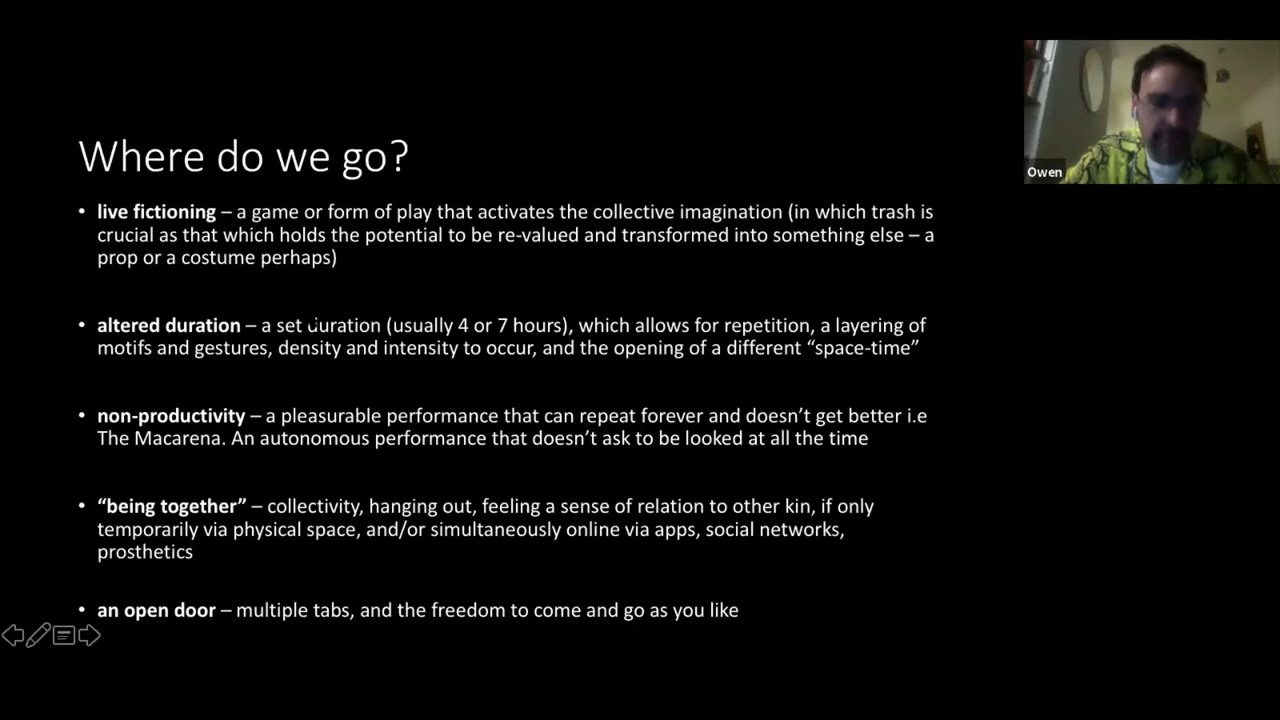 Owen
Where do we go?
• live fictioning – a game or form of play that activates the collective imagination (in which trash is
crucial as that which holds the potential to be re-valued and transformed into something else – a
prop or a costume perhaps)
• altered duration – a set duration (usually 4 or 7 hours), which allows for repetition, a layering of
motifs and gestures, density and intensity to occur, and the opening of a different “space-time”
• non-productivity – a pleasurable performance that can repeat forever and doesn’t get better i.e
The Macarena. An autonomous performance that doesn’t ask to be looked at all the time
• “being together” – collectivity, hanging out, feeling a sense of relation to other kin, if only
temporarily via physical space, and/or simultaneously online via apps, social networks,
prosthetics
• an open door – multiple tabs, and the freedom to come and go as you like